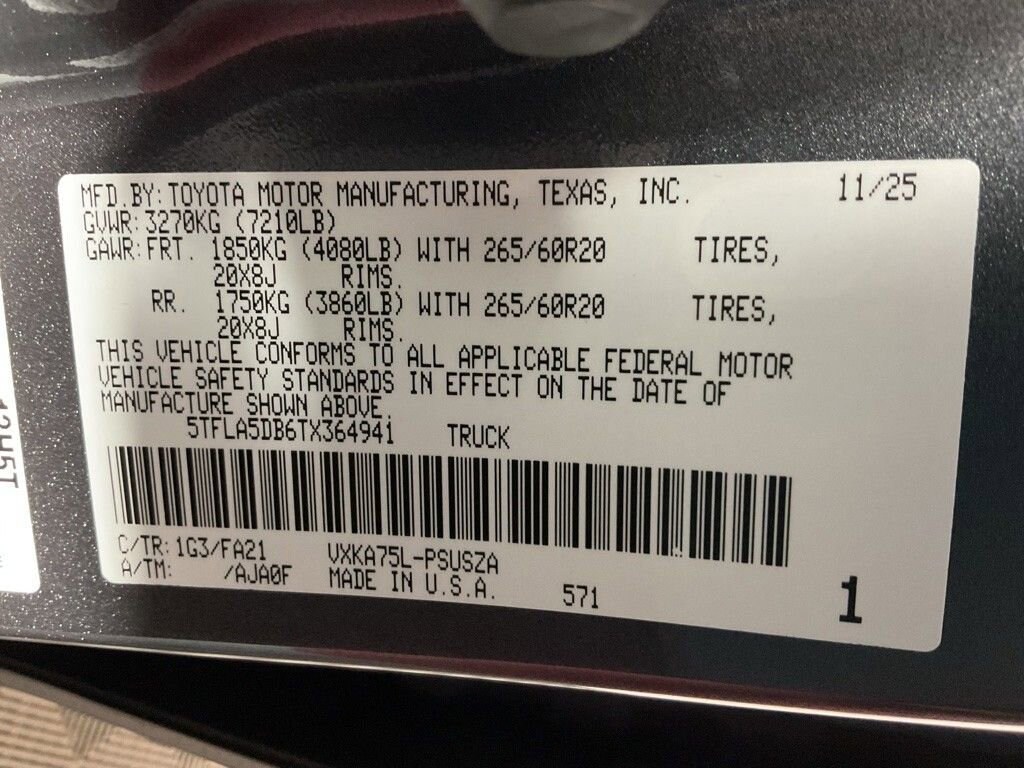 MFD.BY: TOYOTA MOTOR MANUFACTURING, TEXAS, INC. 11/25
GVWR: 3270KG (7210LB)
GAWR: FRT. 1850KG (4080LB) WITH 265/60R20 TIRES,
20X8J RIMS.
RR. 1750KG (3860LB) WITH 265/60R20 TIRES,
20X8J RIMS.
THIS VEHICLE CONFORMS TO ALL APPLICABLE FEDERAL MOTOR
VEHICLE SAFETY STANDARDS IN EFFECT ON THE DATE OF
MANUFACTURE SHOWN ABOVE.
5TFLA5DB6TX364941 TRUCK
C/TR: 1G3/FA21 VXKA75L-PSUSZA
A/TM: /AJA0F MADE IN U.S.A. 571 1